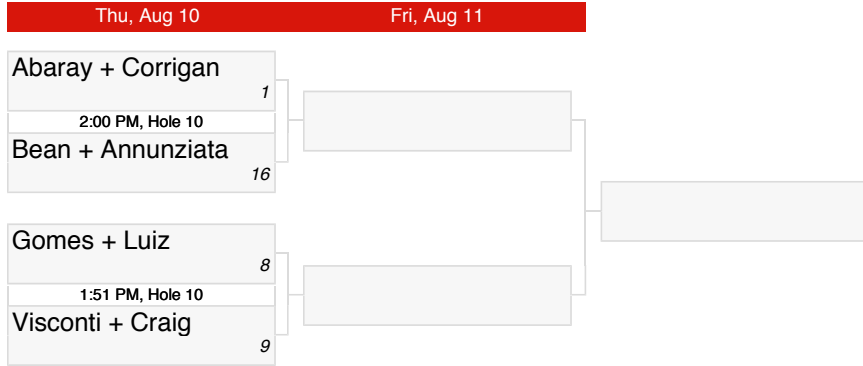 Thu, Aug 10
Fri, Aug 11
Abaray + Corrigan
1
2:00 PM, Hole 10
Bean + Annunziata
16
Gomes + Luiz
8
1:51 PM, Hole 10
Visconti + Craig
9